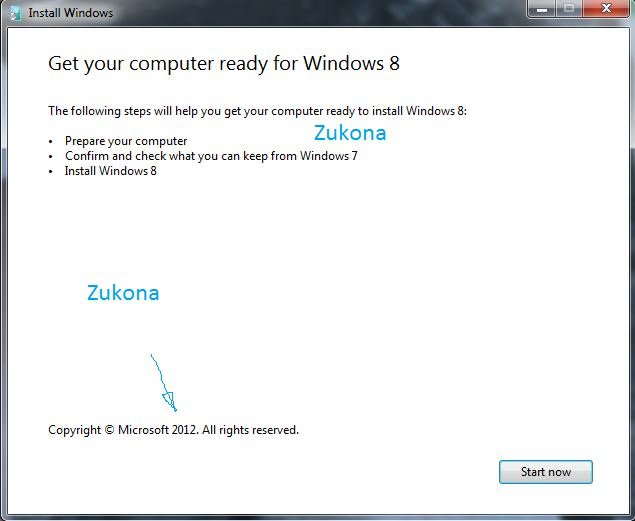 Install Windows
Get your computer ready for Windows 8
The following steps will help you get your computer ready to install Windows 8:
Zukona
• Prepare your computer
• Confirm and check what you can keep from Windows 7
• Install Windows 8
Zukona
Copyright © Microsoft 2012. All rights reserved.
Start now